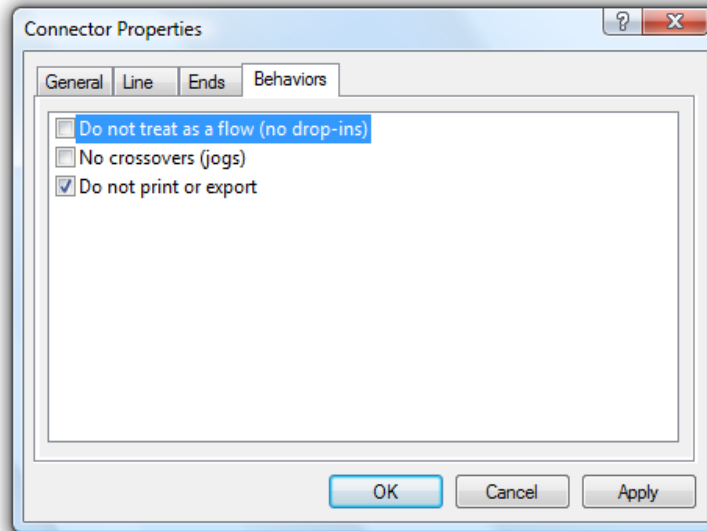 Connector Properties
?
X
General Line Ends Behaviors
Do not treat as a flow (no drop-ins)
No crossovers (jogs)
Do not print or export
OK Cancel Apply